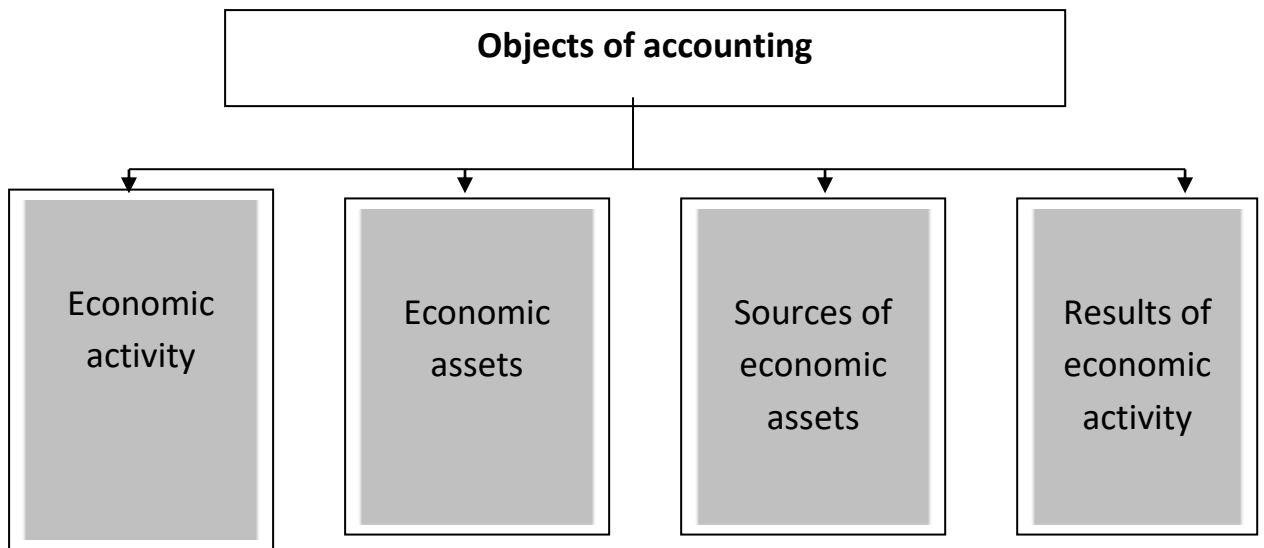 Objects of accounting
Economic
activity
Economic
assets
Sources of
economic
assets
Results of
economic
activity